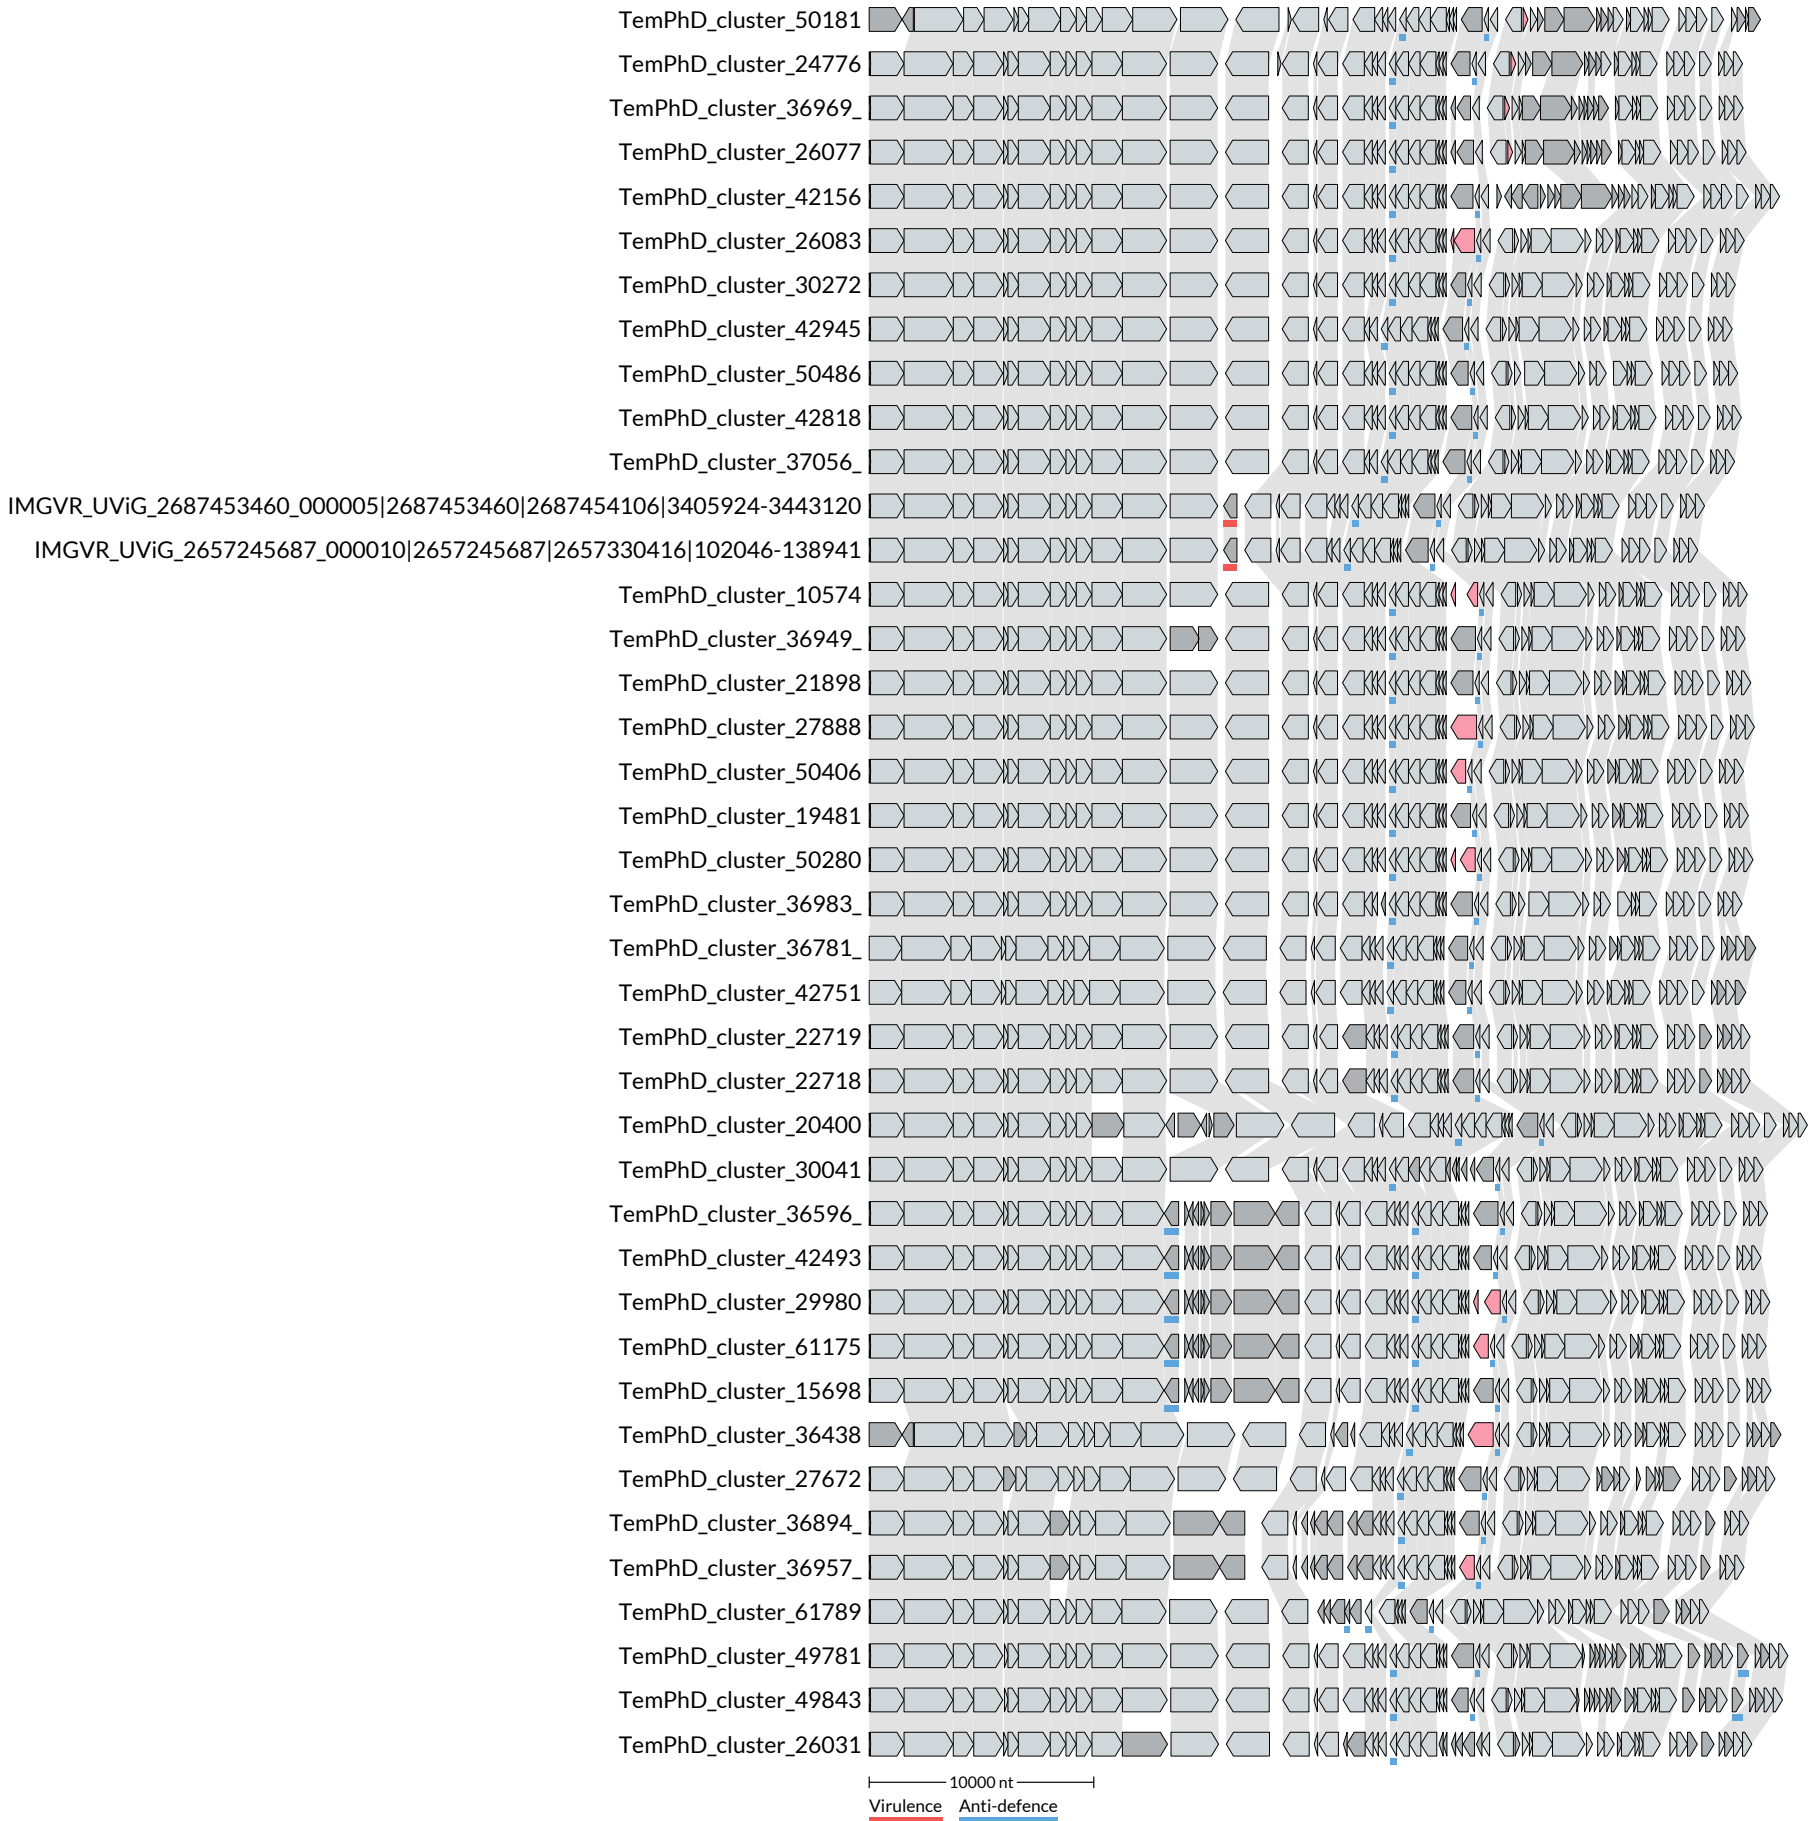 TemPhD_cluster_50181
TemPhD_cluster_24776
TemPhD_cluster_36969_
TemPhD_cluster_26077
TemPhD_cluster_42156
TemPhD_cluster_26083
TemPhD_cluster_30272
TemPhD_cluster_42945
TemPhD_cluster_50486
TemPhD_cluster_42818
TemPhD_cluster_37056_
IMGVR_UViG_2687453460_000005|2687453460|2687454106|3405924-3443120
IMGVR_UViG_2657245687_000010|2657245687|2657330416|102046-138941
TemPhD_cluster_10574
TemPhD_cluster_36949_
TemPhD_cluster_21898
TemPhD_cluster_27888
TemPhD_cluster_50406
TemPhD_cluster_19481
TemPhD_cluster_50280
TemPhD_cluster_36983_
TemPhD_cluster_36781_
TemPhD_cluster_42751
TemPhD_cluster_22719
TemPhD_cluster_22718
TemPhD_cluster_20400
TemPhD_cluster_30041
TemPhD_cluster_36596_
TemPhD_cluster_42493
TemPhD_cluster_29980
TemPhD_cluster_61175
TemPhD_cluster_15698
TemPhD_cluster_36438
TemPhD_cluster_27672
TemPhD_cluster_36894_
TemPhD_cluster_36957_
TemPhD_cluster_61789
TemPhD_cluster_49781
TemPhD_cluster_49843
TemPhD_cluster_26031
10000 nt
Virulence Anti-defence